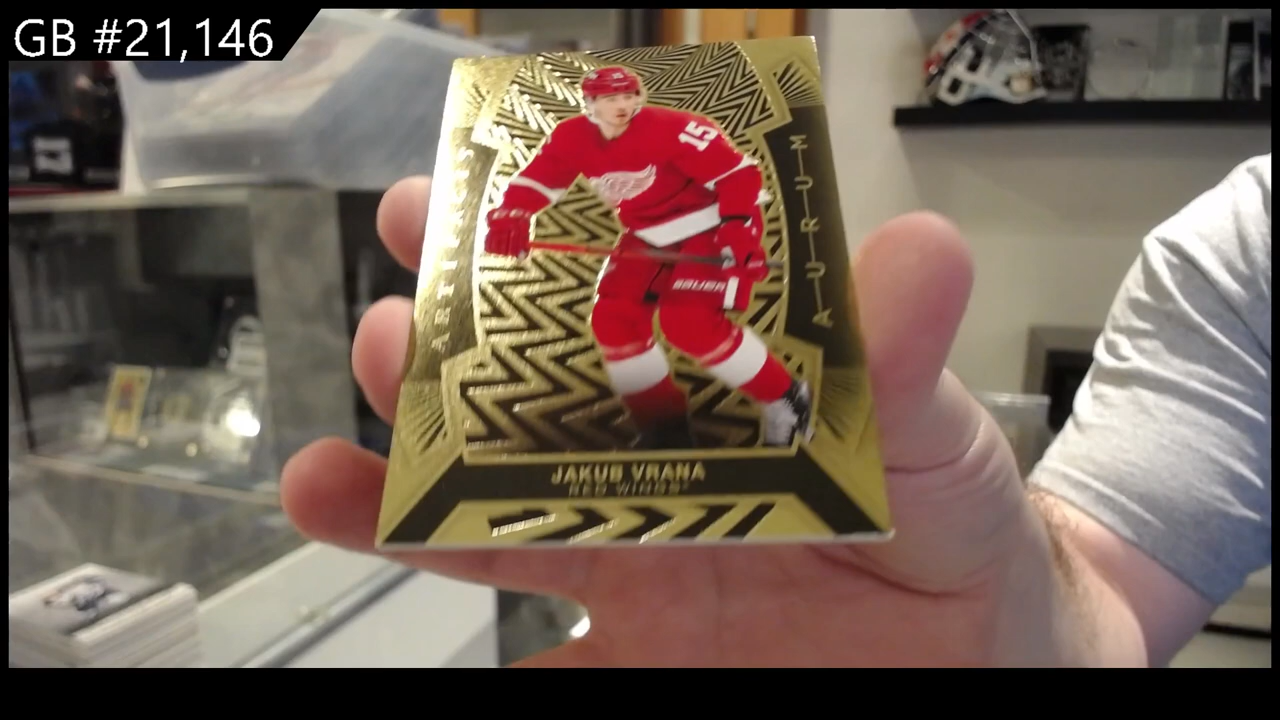 GB #21,146
ARTIFACTS
AURUM
15
BAUER
JAKUB VRANA
RED WINGS